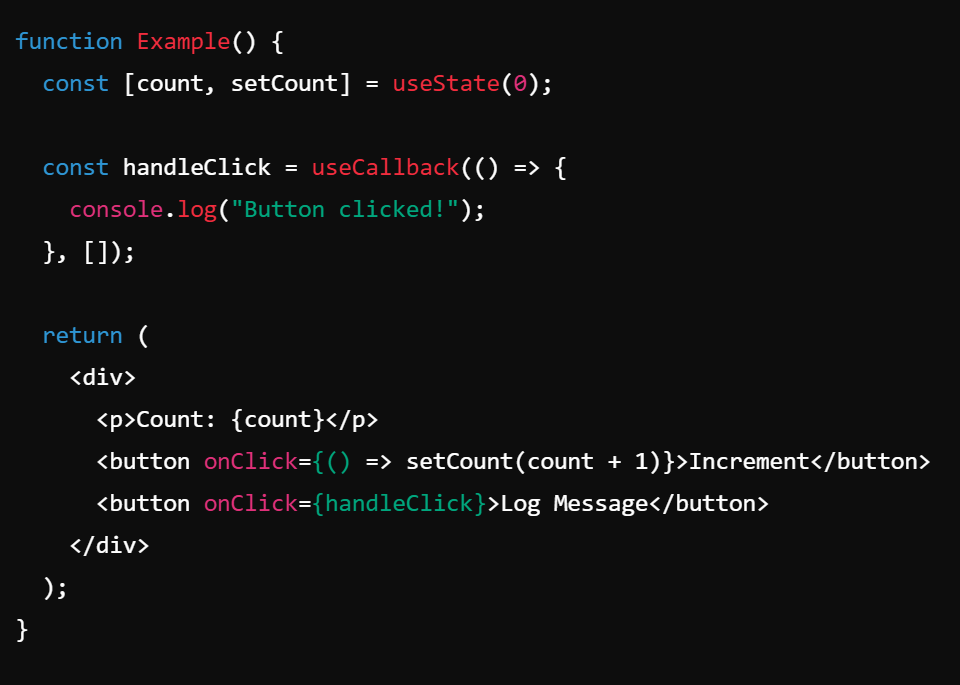 function Example() {
  const [count, setCount] = useState(0);

  const handleClick = useCallback(() => {
    console.log("Button clicked!");
  }, []);

  return (
    <div>
      <p>Count: {count}</p>
      <button onClick={() => setCount(count + 1)}>Increment</button>
      <button onClick={handleClick}>Log Message</button>
    </div>
  );
}